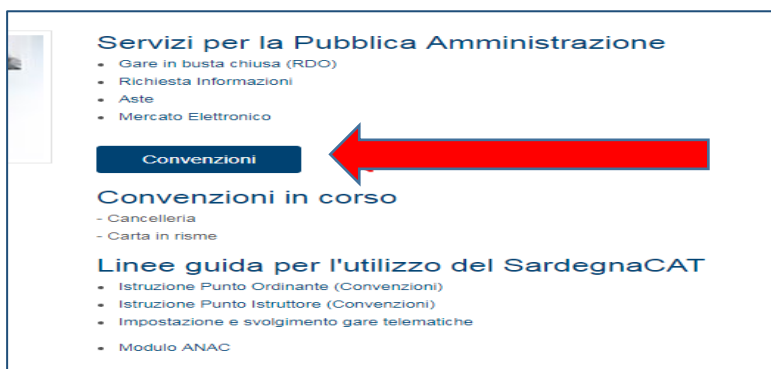 Servizi per la Pubblica Amministrazione
• Gare in busta chiusa (RDO)
• Richiesta Informazioni
• Aste
• Mercato Elettronico
Convenzioni
Convenzioni in corso
- Cancelleria
- Carta in risme
Linee guida per l'utilizzo del SardegnaCAT
• Istruzione Punto Ordinante (Convenzioni)
• Istruzione Punto Istruttore (Convenzioni)
• Impostazione e svolgimento gare telematiche
• Modulo ANAC